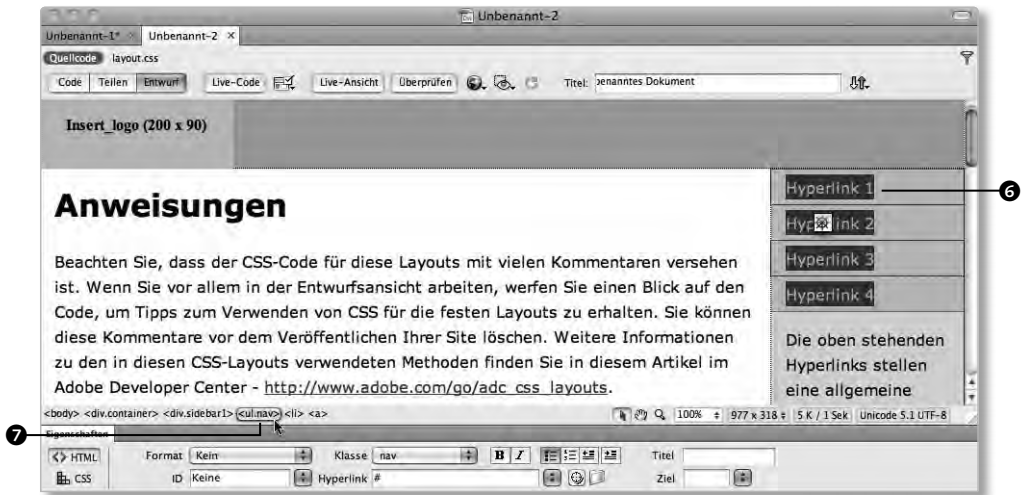 Unbenannt-2
Unbenannt-1* × Unbenannt-2 ×
Quellcode layout.css
Code Teilen Entwurf Live-Code Live-Ansicht Überprüfen Titel: benanntes Dokument
Insert_logo (200 x 90)
Anweisungen
Beachten Sie, dass der CSS-Code für diese Layouts mit vielen Kommentaren versehen
ist. Wenn Sie vor allem in der Entwurfsansicht arbeiten, werfen Sie einen Blick auf den
Code, um Tipps zum Verwenden von CSS für die festen Layouts zu erhalten. Sie können
diese Kommentare vor dem Veröffentlichen Ihrer Site löschen. Weitere Informationen
zu den in diesen CSS-Layouts verwendeten Methoden finden Sie in diesem Artikel im
Adobe Developer Center - http://www.adobe.com/go/adc_css_layouts.
Hyperlink 1
❻
Hyp ink 2
Hyperlink 3
Hyperlink 4
Die oben stehenden
Hyperlinks stellen
eine allgemeine
<body> <div.container> <div.sidebar1> <ul.nav> <li> <a>
100% 977 x 318 5 K / 1 Sek Unicode 5.1 UTF-8
❼
Eigenschaften
<> HTML Format Kein Klasse nav B I Titel
CSS ID Keine Hyperlink # Ziel